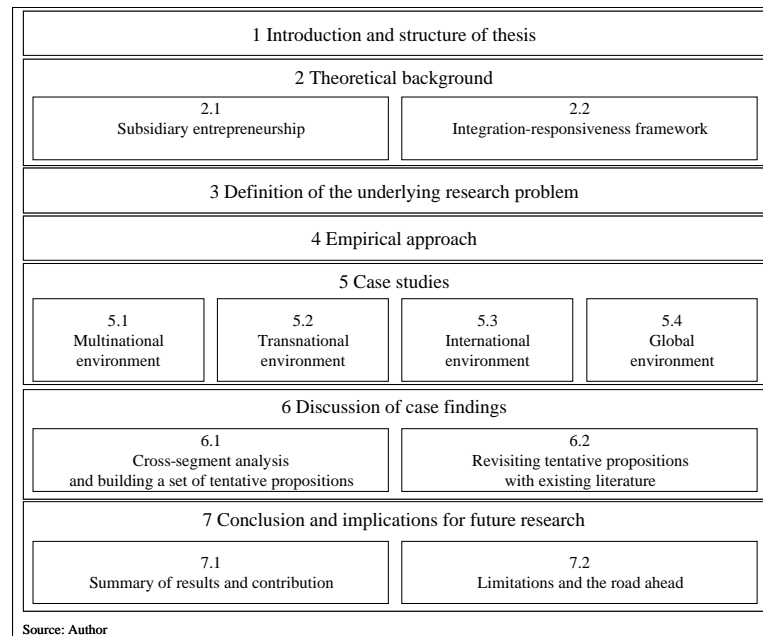 1 Introduction and structure of thesis
2 Theoretical background
2.1
Subsidiary entrepreneurship
2.2
Integration-responsiveness framework
3 Definition of the underlying research problem
4 Empirical approach
5 Case studies
5.1
Multinational
environment
5.2
Transnational
environment
5.3
International
environment
5.4
Global
environment
6 Discussion of case findings
6.1
Cross-segment analysis
and building a set of tentative propositions
6.2
Revisiting tentative propositions
with existing literature
7 Conclusion and implications for future research
7.1
Summary of results and contribution
7.2
Limitations and the road ahead
Source: Author